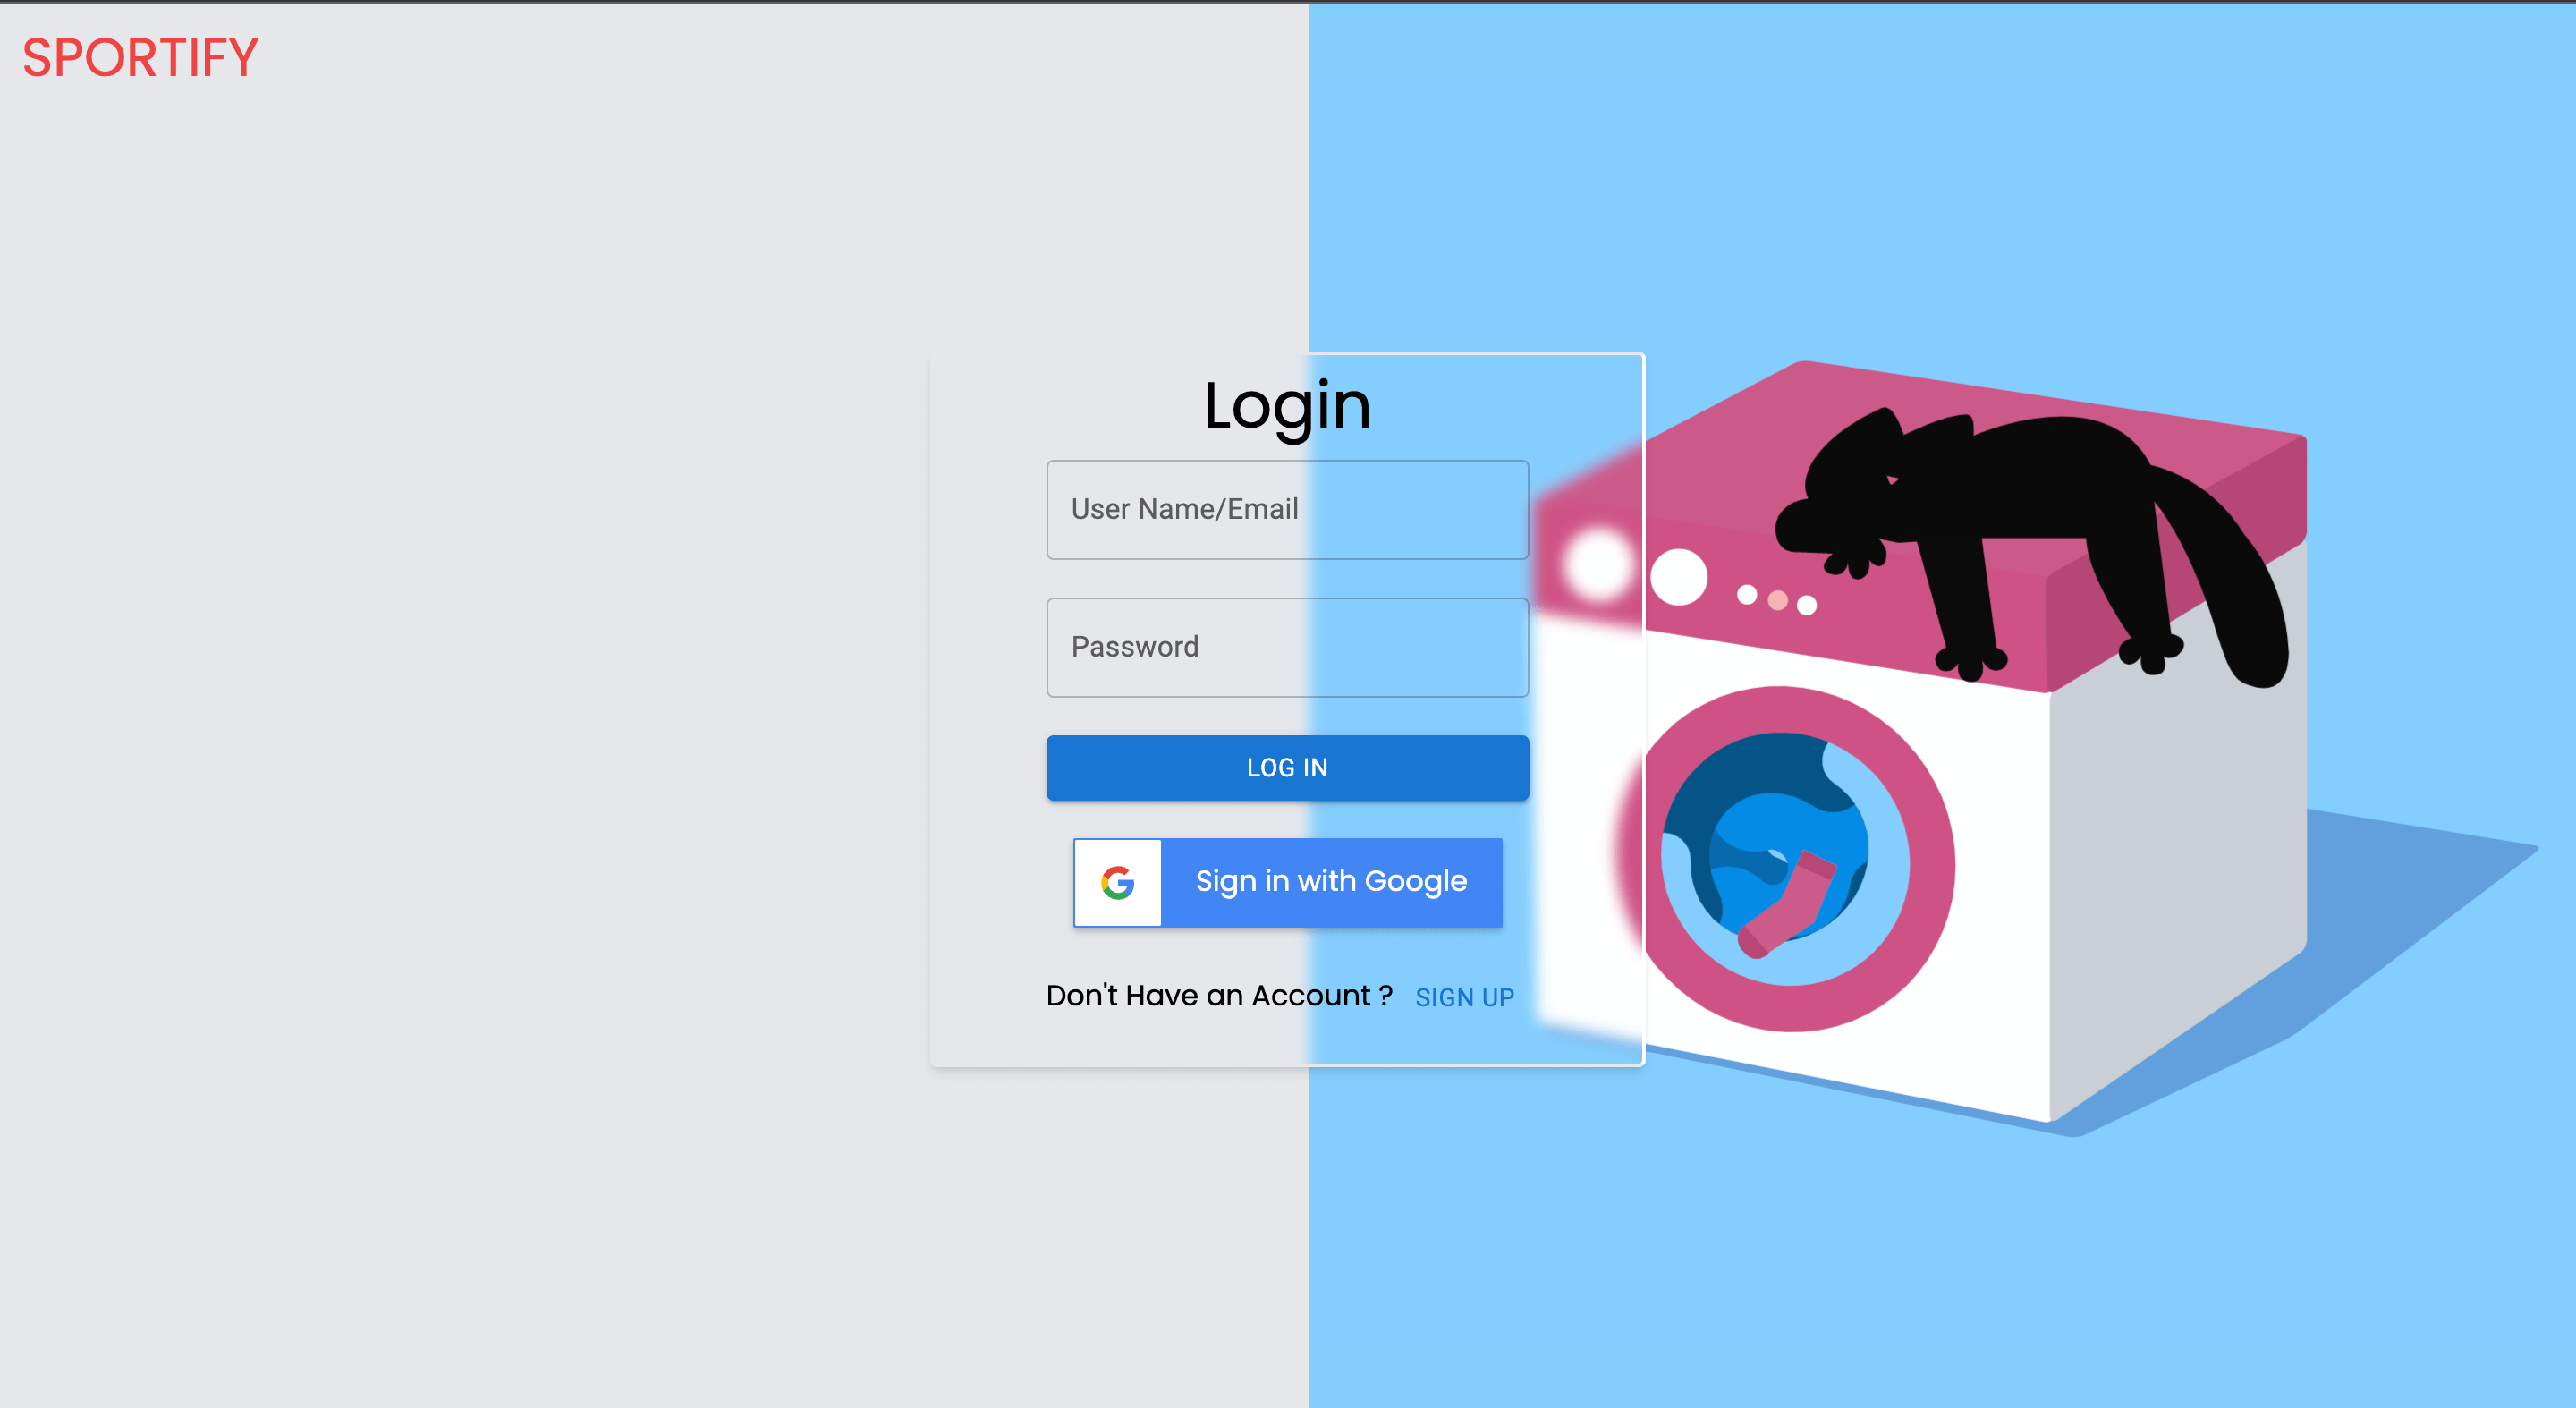 SPORTIFY
Login
User Name/Email
Password
LOG IN
Sign in with Google
Don't Have an Account ? SIGN UP